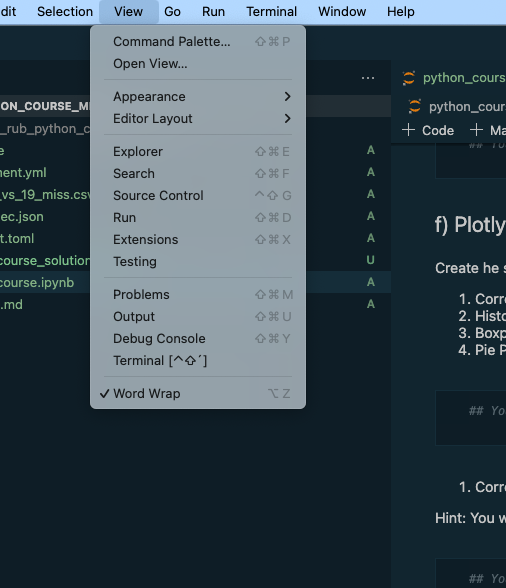 dit Selection View Go Run Terminal Window Help
Command Palette... ⇧⌘P
Open View...
Appearance
Editor Layout
Explorer ⇧⌘E
Search ⇧⌘F
Source Control ⌃⇧G
Run ⇧⌘D
Extensions ⇧⌘X
Testing
Problems ⇧⌘M
Output ⇧⌘U
Debug Console ⇧⌘Y
Terminal [⌃⇧´]
✓ Word Wrap ⌥Z
...
ON_COURSE_M
_rub_python_c
e A
ment.yml A
_vs_19_miss.csv A
ec.json A
t.toml A
course_solution U
course.ipynb A
.md A
python_cours
python_cour
+ Code + Ma
f) Plotly
Create he s
1. Corre
2. Histo
3. Boxp
4. Pie P
## Yo
1. Corre
Hint: You w
## Yo